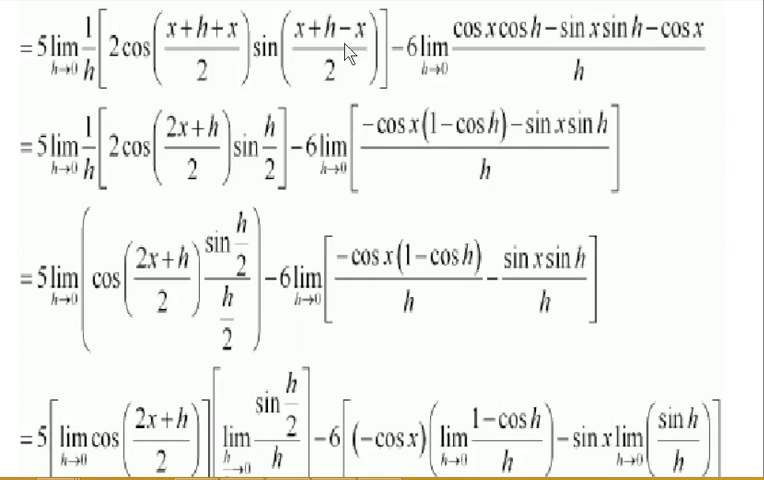 = 5 lim_{h→0} 1/h [ 2cos( (x+h+x)/2 ) sin( (x+h−x)/2 ) ] − 6 lim_{h→0} (cos x cos h − sin x sin h − cos x)/h
= 5 lim_{h→0} 1/h [ 2cos( (2x+h)/2 ) sin h/2 ] − 6 lim_{h→0} [ (−cos x(1−cos h) − sin x sin h)/h ]
= 5 lim_{h→0} ( cos( (2x+h)/2 ) (sin h/2)/(h/2) ) − 6 lim_{h→0} [ (−cos x(1−cos h))/h − (sin x sin h)/h ]
= 5 [ lim_{h→0} cos( (2x+h)/2 ) ] [ lim_{h→0} (sin h/2)/h ] − 6 [ (−cos x)( lim_{h→0} (1−cos h)/h ) − sin x lim_{h→0} ( sin h/h ) ]